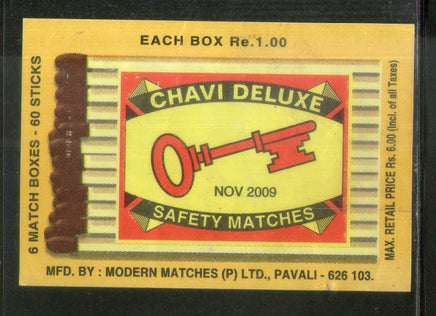 EACH BOX Re.1.00
6 MATCH BOXES - 60 STICKS
CHAVI DELUXE
NOV 2009
SAFETY MATCHES
MAX. RETAIL PRICE Rs. 6.00 (Incl. of all Taxes)
MFD. BY : MODERN MATCHES (P) LTD., PAVALI - 626 103.